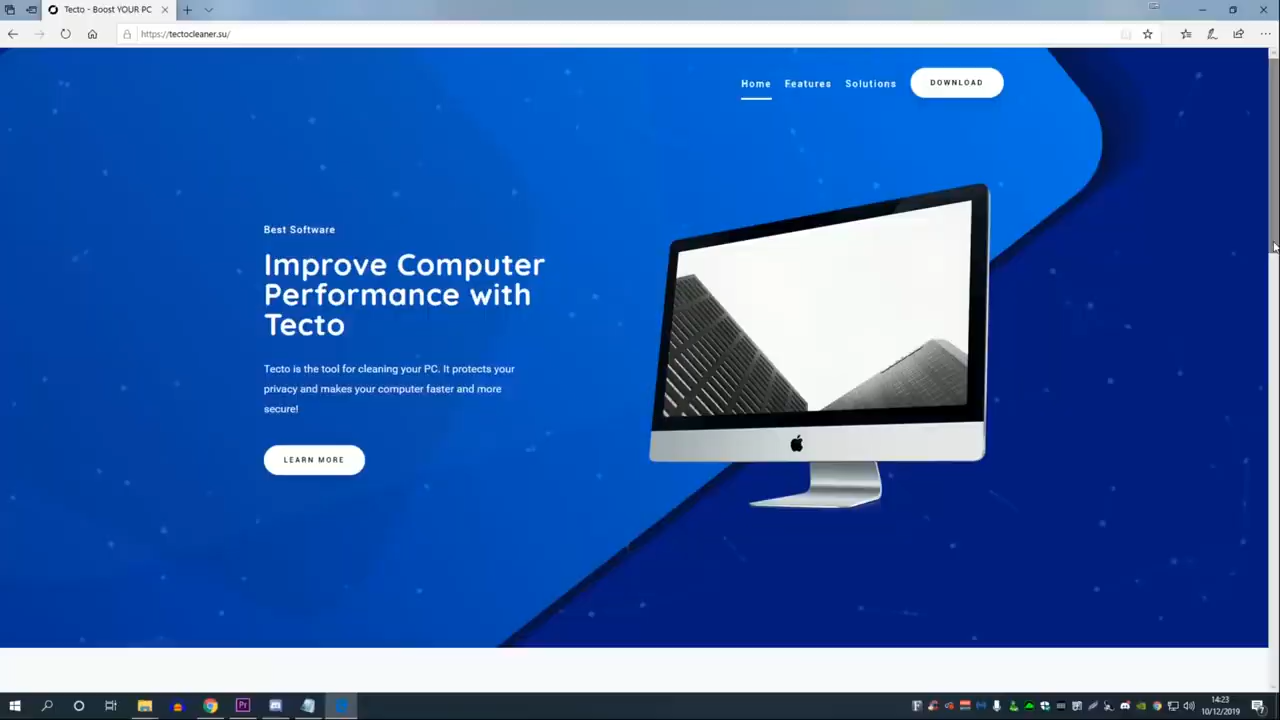 Tecto - Boost YOUR PC
https://tectocleaner.su/
Home Features Solutions DOWNLOAD
Best Software
Improve Computer
Performance with
Tecto
Tecto is the tool for cleaning your PC. It protects your
privacy and makes your computer faster and more
secure!
LEARN MORE
Pr
14:23
10/12/2019